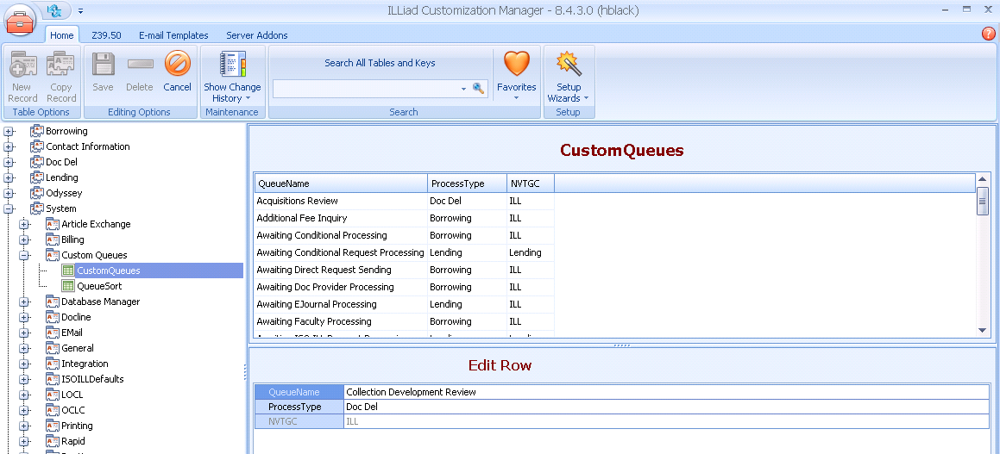 ILLiad Customization Manager - 8.4.3.0 (hblack)
Home Z39.50 E-mail Templates Server Addons
New Record
Copy Record
Table Options
Save Delete Cancel
Editing Options
Show Change History
Maintenance
Search All Tables and Keys
Search
Favorites
Setup Wizards
Setup
Borrowing
Contact Information
Doc Del
Lending
Odyssey
System
Article Exchange
Billing
Custom Queues
CustomQueues
QueueSort
Database Manager
Docline
EMail
General
Integration
ISOILLDefaults
LOCL
OCLC
Printing
Rapid
CustomQueues
QueueName ProcessType NVTGC
Acquisitions Review Doc Del ILL
Additional Fee Inquiry Borrowing ILL
Awaiting Conditional Processing Borrowing ILL
Awaiting Conditional Request Processing Lending Lending
Awaiting Direct Request Sending Borrowing ILL
Awaiting Doc Provider Processing Borrowing ILL
Awaiting EJournal Processing Lending ILL
Awaiting Faculty Processing Borrowing ILL
Edit Row
QueueName Collection Development Review
ProcessType Doc Del
NVTGC ILL